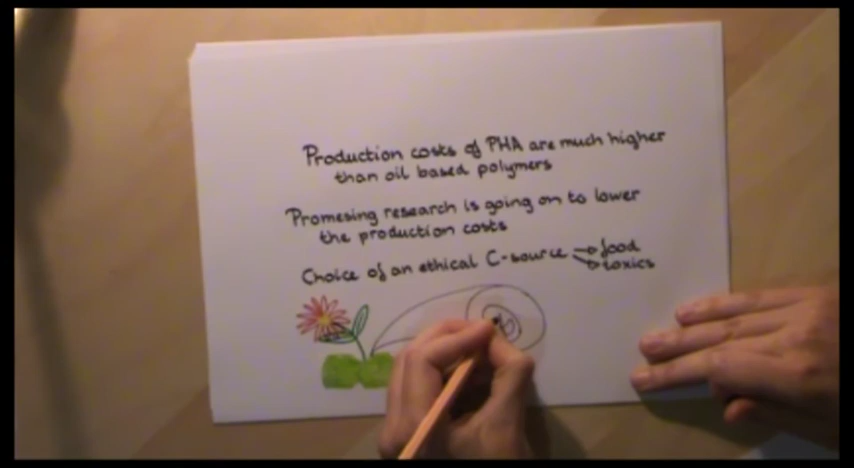 Production costs of PHA are much higher
than oil based polymers
Promesing research is going on to lower
the production costs
Choice of an ethical C-source → food
→ toxics